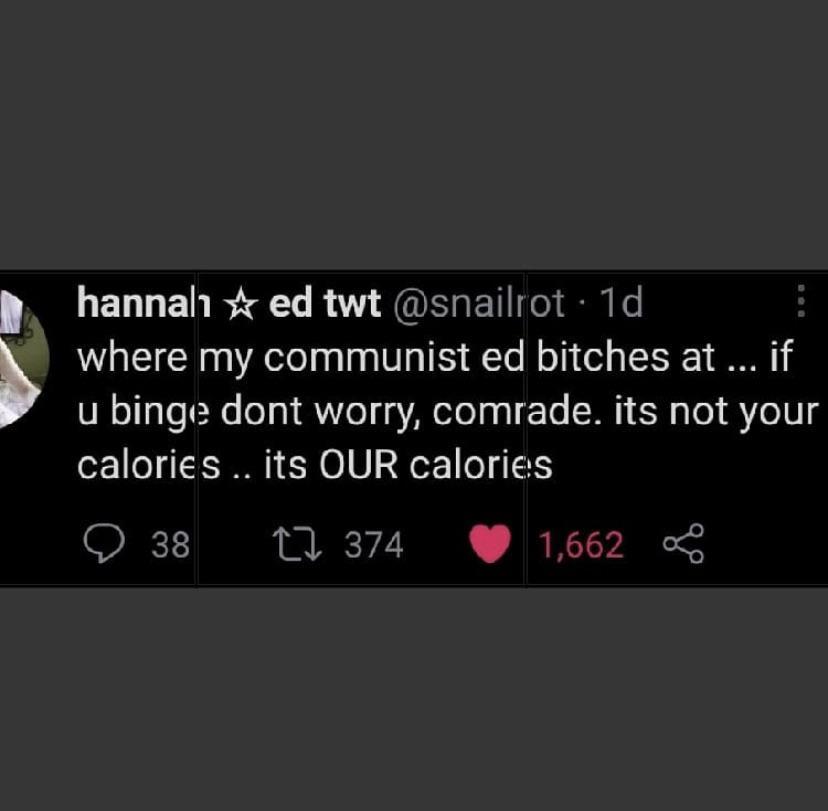 hannah ☆ ed twt @snailrot · 1d
where my communist ed bitches at ... if
u binge dont worry, comrade. its not your
calories .. its OUR calories
38 374 1,662